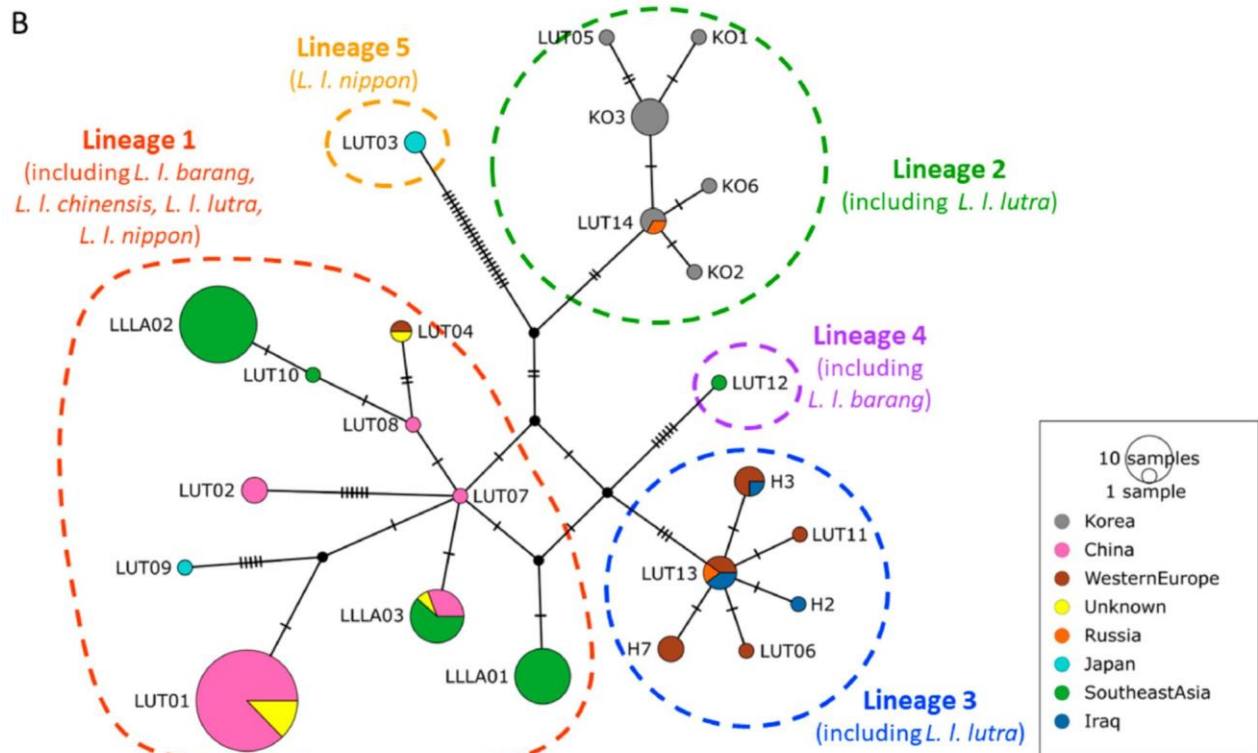 B
Lineage 5
(L. l. nippon)
LUT03
Lineage 1
(including L. l. barang,
L. l. chinensis, L. l. lutra,
L. l. nippon)
LUT05
KO1
KO3
KO6
LUT14
KO2
Lineage 2
(including L. l. lutra)
LLLA02
LUT04
LUT10
LUT08
LUT02
LUT07
LUT09
LLLA03
LUT01
LLLA01
Lineage 4
(including
L. l. barang)
LUT12
H3
LUT11
LUT13
H2
H7
LUT06
Lineage 3
(including L. l. lutra)
10 samples
1 sample
Korea
China
WesternEurope
Unknown
Russia
Japan
SoutheastAsia
Iraq